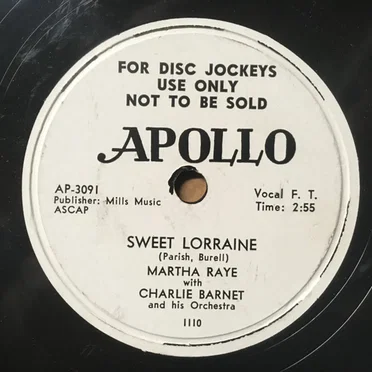 FOR DISC JOCKEYS
USE ONLY
NOT TO BE SOLD
APOLLO
AP-3091
Publisher: Mills Music
ASCAP
Vocal F. T.
Time: 2:55
SWEET LORRAINE
(Parish, Burell)
MARTHA RAYE
with
CHARLIE BARNET
and his Orchestra
1110